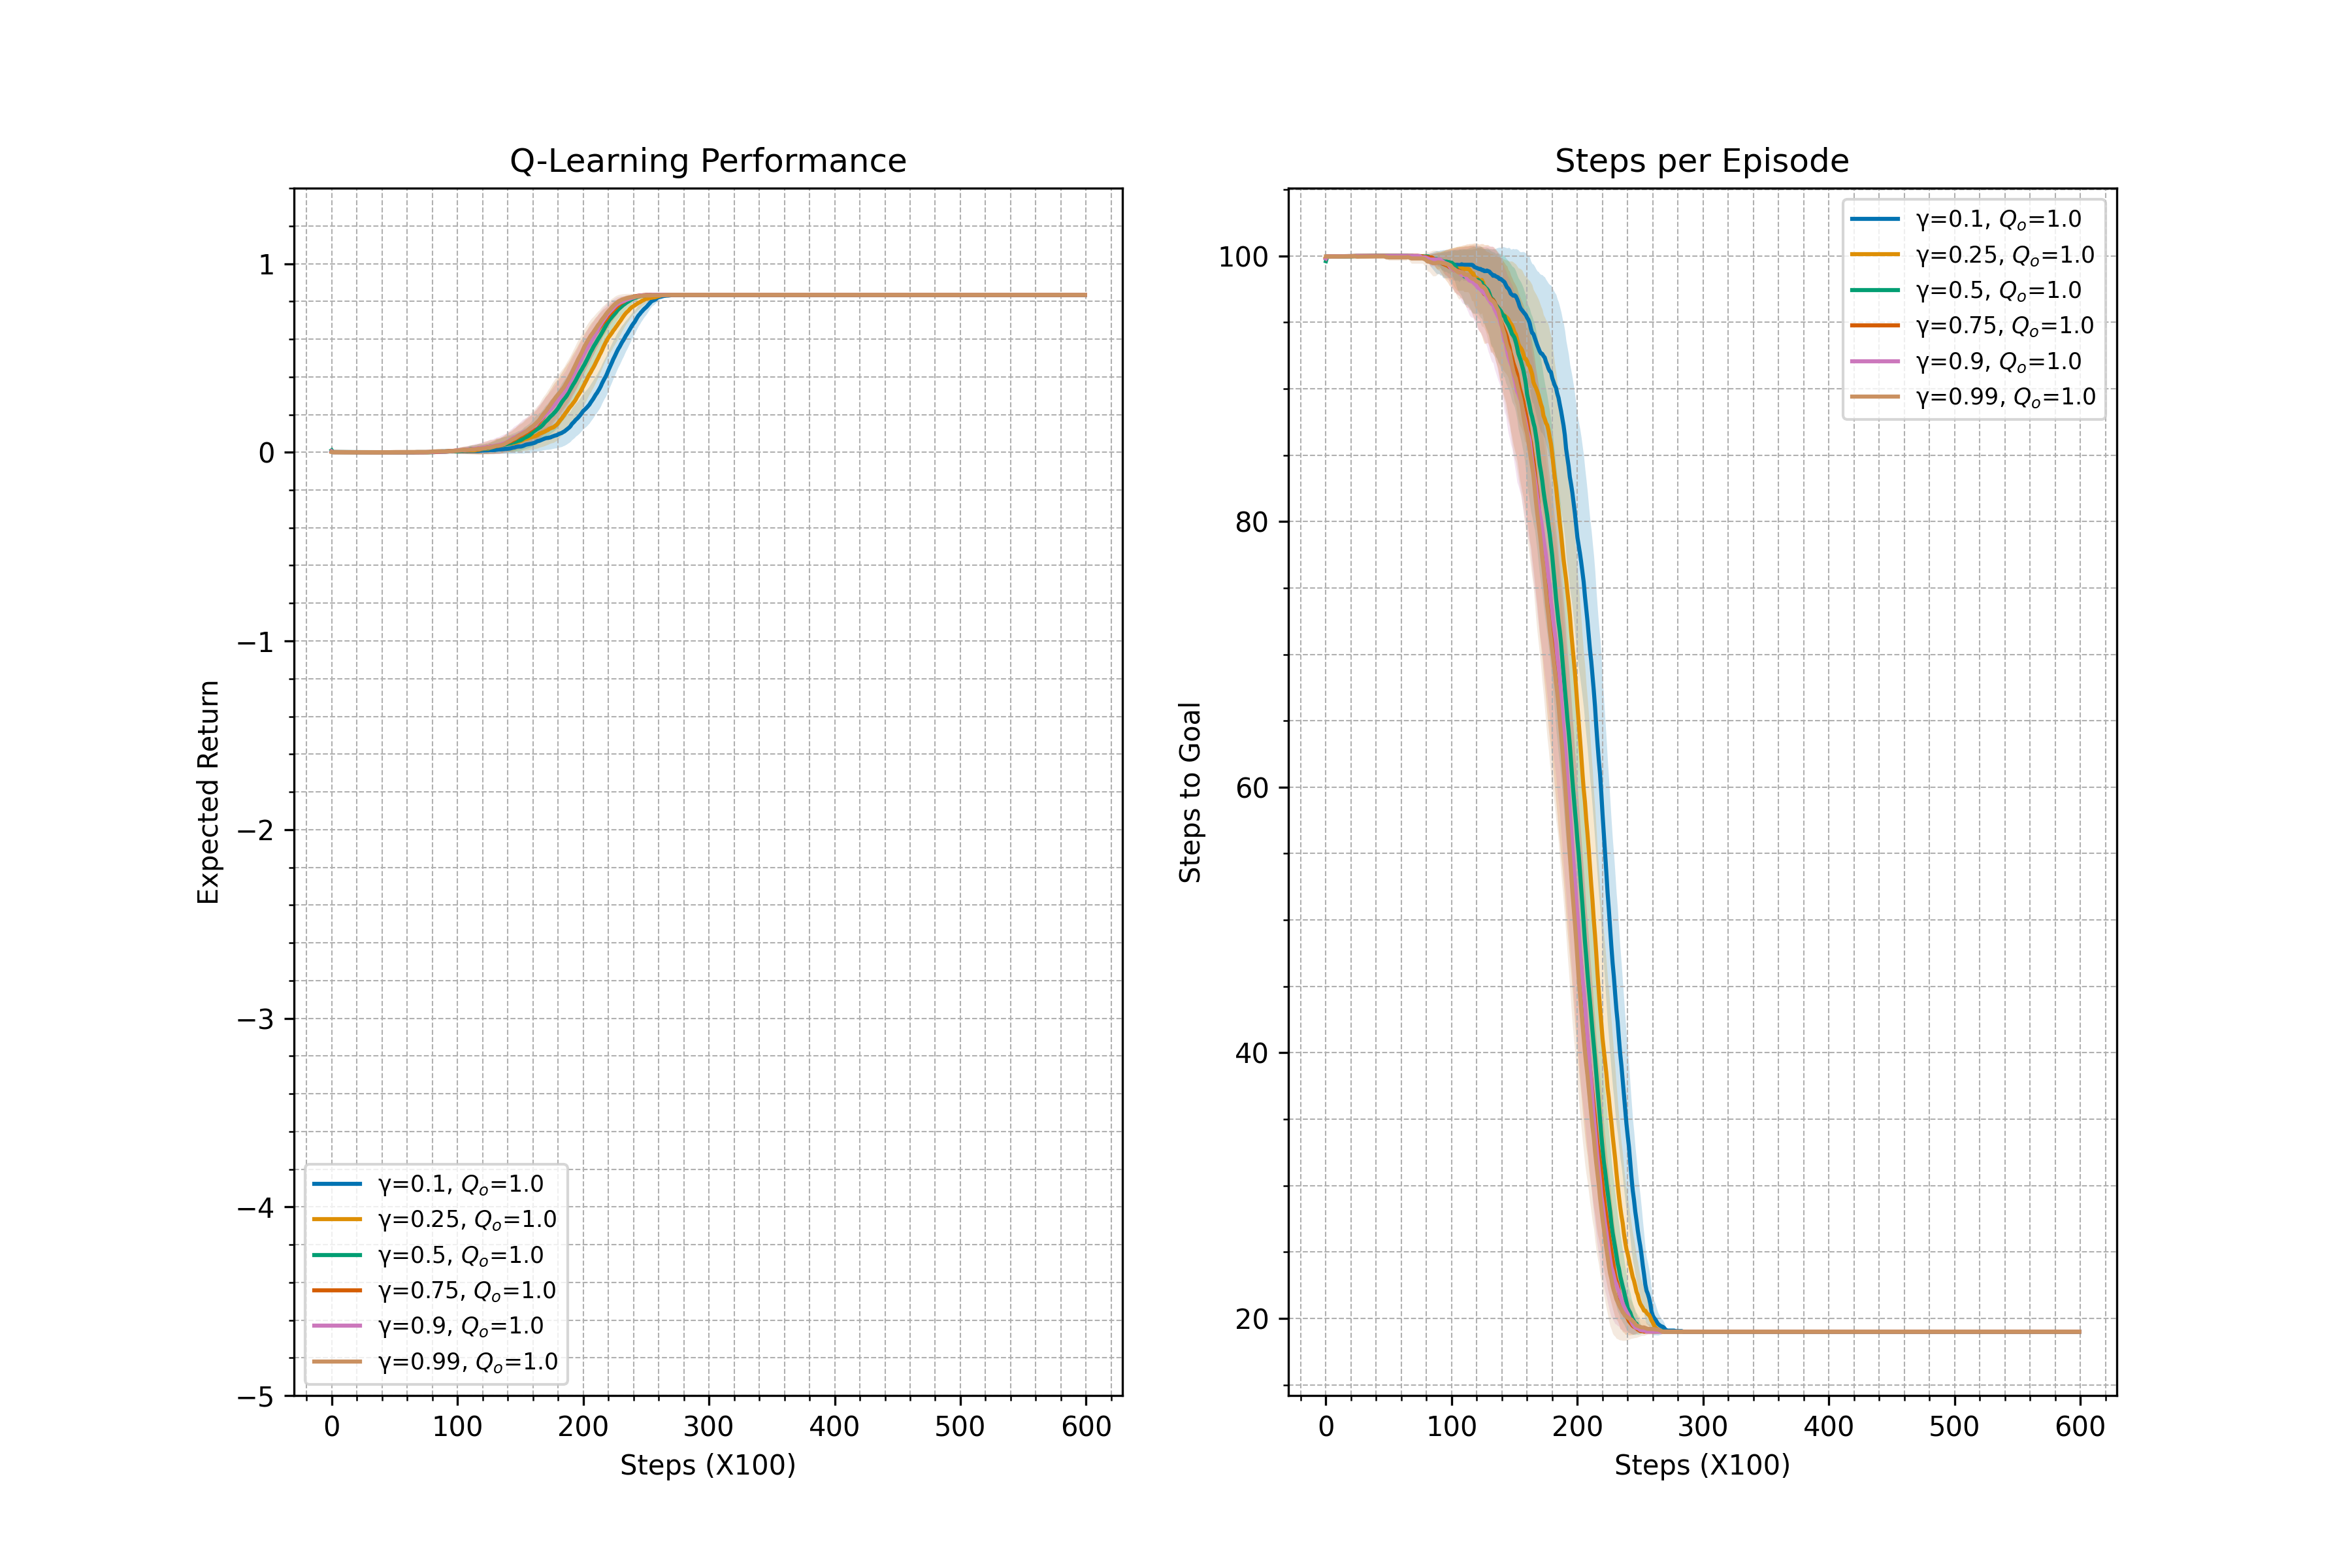 Q-Learning Performance
Expected Return
1
0
−1
−2
−3
−4
−5
0 100 200 300 400 500 600
Steps (X100)
γ=0.1, Qₒ=1.0
γ=0.25, Qₒ=1.0
γ=0.5, Qₒ=1.0
γ=0.75, Qₒ=1.0
γ=0.9, Qₒ=1.0
γ=0.99, Qₒ=1.0
Steps per Episode
Steps to Goal
100
80
60
40
20
0 100 200 300 400 500 600
Steps (X100)
γ=0.1, Qₒ=1.0
γ=0.25, Qₒ=1.0
γ=0.5, Qₒ=1.0
γ=0.75, Qₒ=1.0
γ=0.9, Qₒ=1.0
γ=0.99, Qₒ=1.0